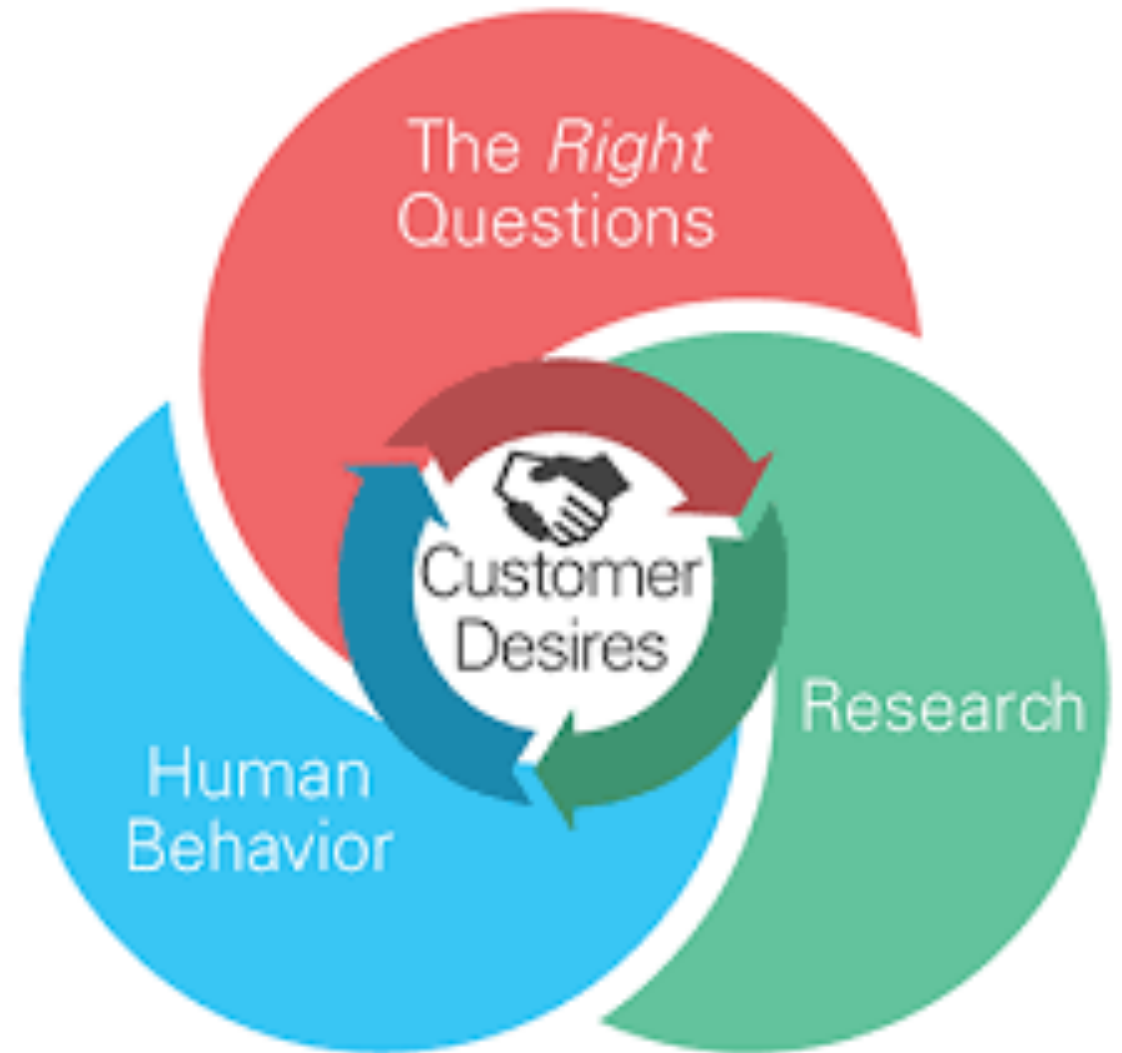 The Right
Questions
Customer
Desires
Research
Human
Behavior